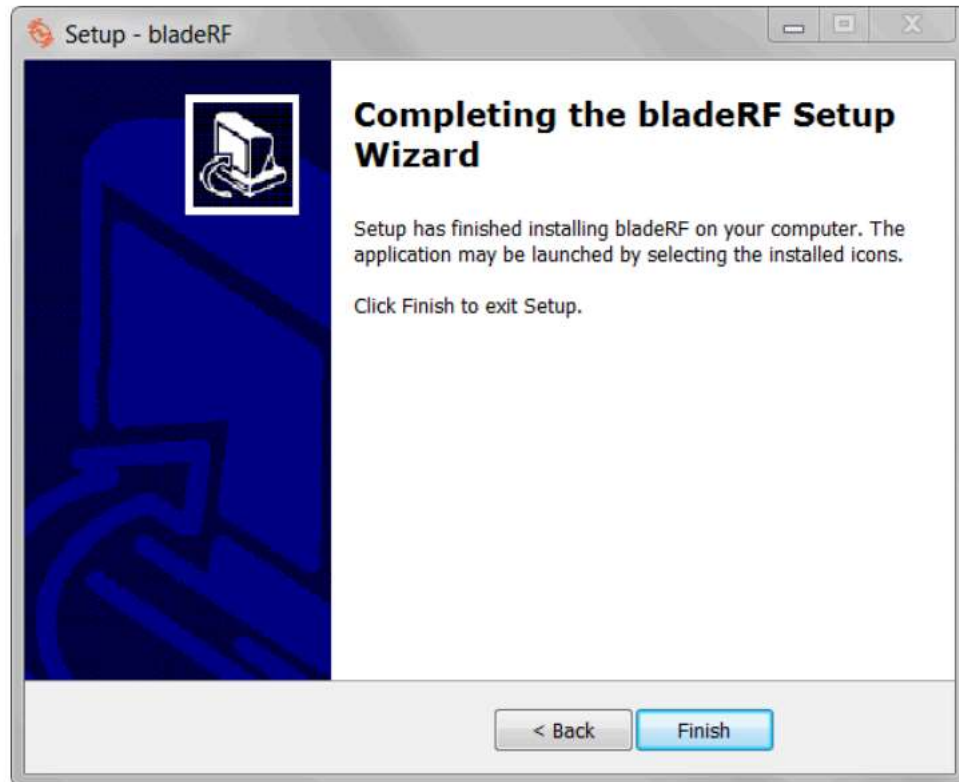 Setup - bladeRF
Completing the bladeRF Setup
Wizard
Setup has finished installing bladeRF on your computer. The
application may be launched by selecting the installed icons.
Click Finish to exit Setup.
< Back
Finish